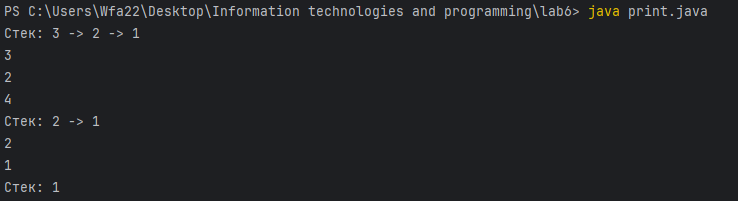 PS C:\Users\Wfa22\Desktop\Information technologies and programming\lab6> java print.java
Стек: 3 -> 2 -> 1
3
2
4
Стек: 2 -> 1
2
1
Стек: 1